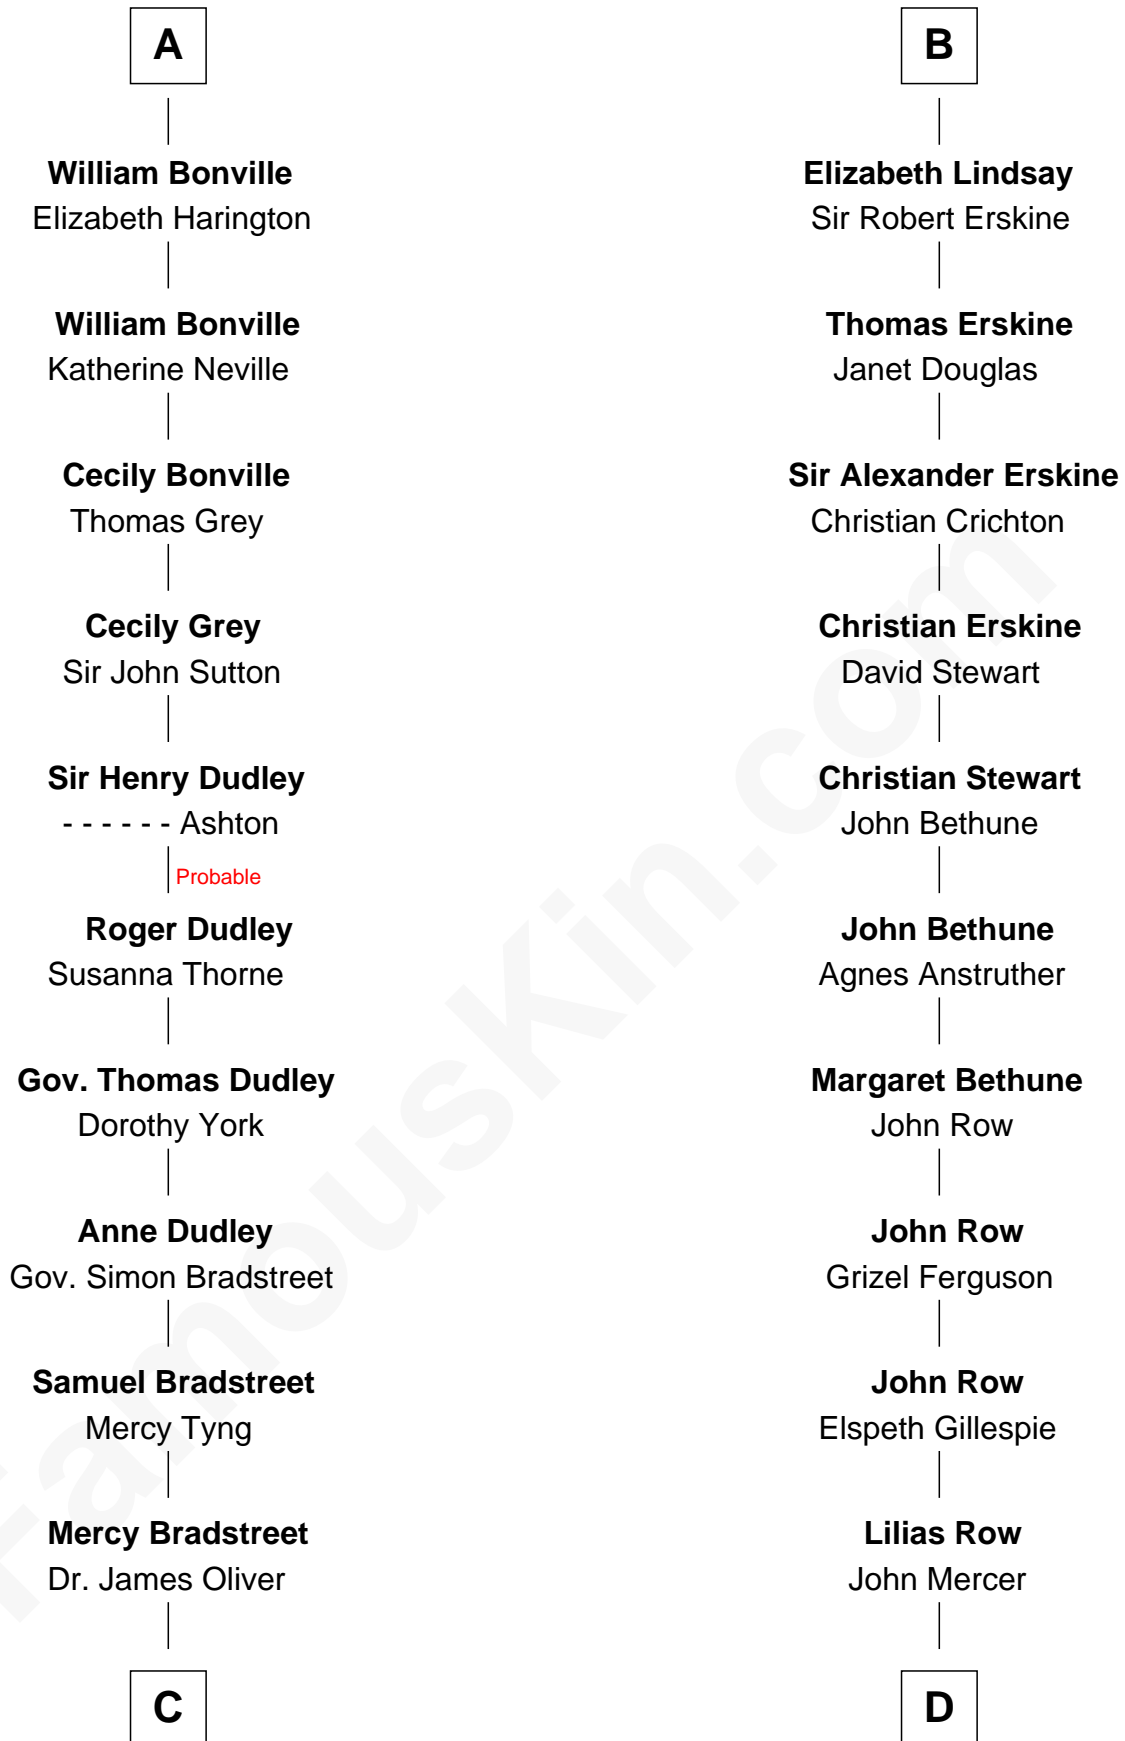 A
William Bonville
Elizabeth Harington
William Bonville
Katherine Neville
Cecily Bonville
Thomas Grey
Cecily Grey
Sir John Sutton
Sir Henry Dudley
- - - - - - Ashton
Probable
Roger Dudley
Susanna Thorne
Gov. Thomas Dudley
Dorothy York
Anne Dudley
Gov. Simon Bradstreet
Samuel Bradstreet
Mercy Tyng
Mercy Bradstreet
Dr. James Oliver
C
B
Elizabeth Lindsay
Sir Robert Erskine
Thomas Erskine
Janet Douglas
Sir Alexander Erskine
Christian Crichton
Christian Erskine
David Stewart
Christian Stewart
John Bethune
John Bethune
Agnes Anstruther
Margaret Bethune
John Row
John Row
Grizel Ferguson
John Row
Elspeth Gillespie
Lilias Row
John Mercer
D
FamousKin.com